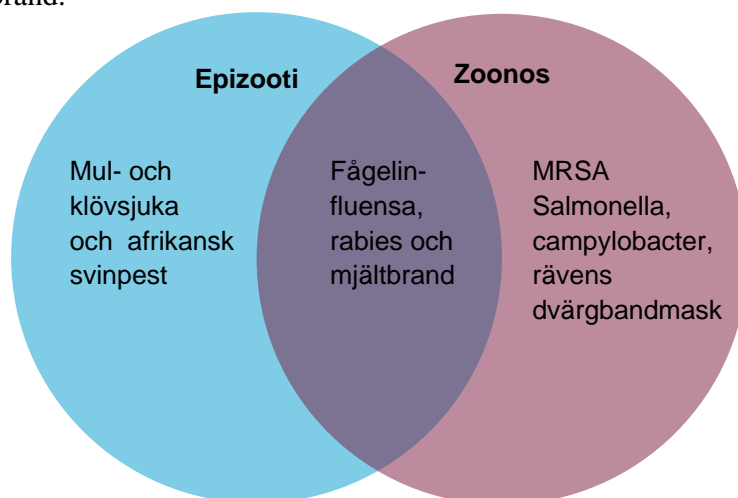 Epizooti
Zoonos
Mul- och
klövsjuka
och afrikansk
svinpest
Fågelin-
fluensa,
rabies och
mjältbrand
MRSA
Salmonella,
campylobacter,
rävens
dvärgbandmask